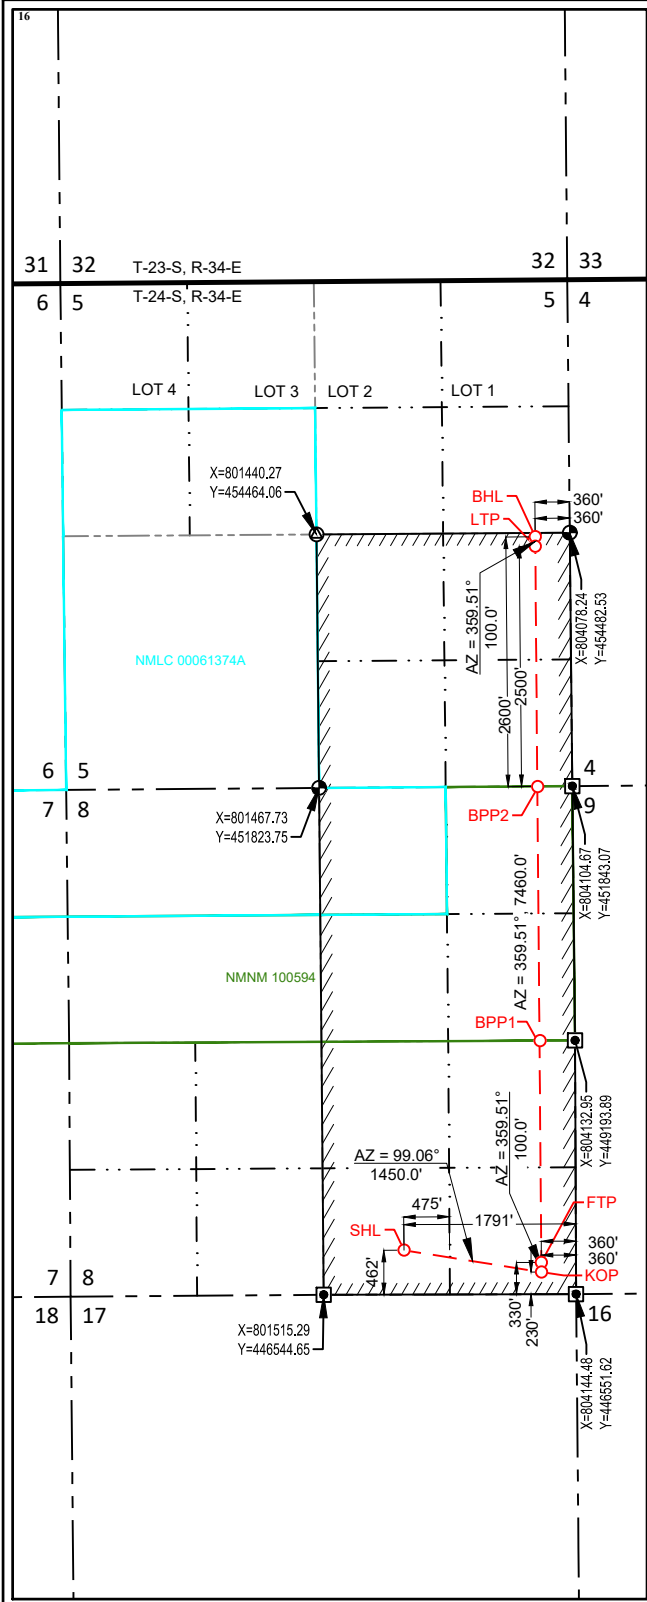 16
31 32 T-23-S, R-34-E 32 33
6 5 T-24-S, R-34-E 5 4
LOT 4 LOT 3 LOT 2 LOT 1
X=801440.27
Y=454464.06
BHL
LTP
360'
360'
AZ = 359.51°
100.0'
X=804078.24
Y=454482.53
NMLC 00061374A
2600'
2500'
6 5
7 8
4
9
X=801467.73
Y=451823.75
BPP2
X=804104.67
Y=451843.07
AZ = 359.51° 7460.0'
NMNM 100594
BPP1
X=804132.95
Y=449193.89
AZ = 359.51°
100.0'
AZ = 99.06°
1450.0'
475'
1791'
FTP
SHL
360'
360'
KOP
462'
330'
230'
7 8
18 17
16
X=801515.29
Y=446544.65
X=804144.48
Y=446551.62